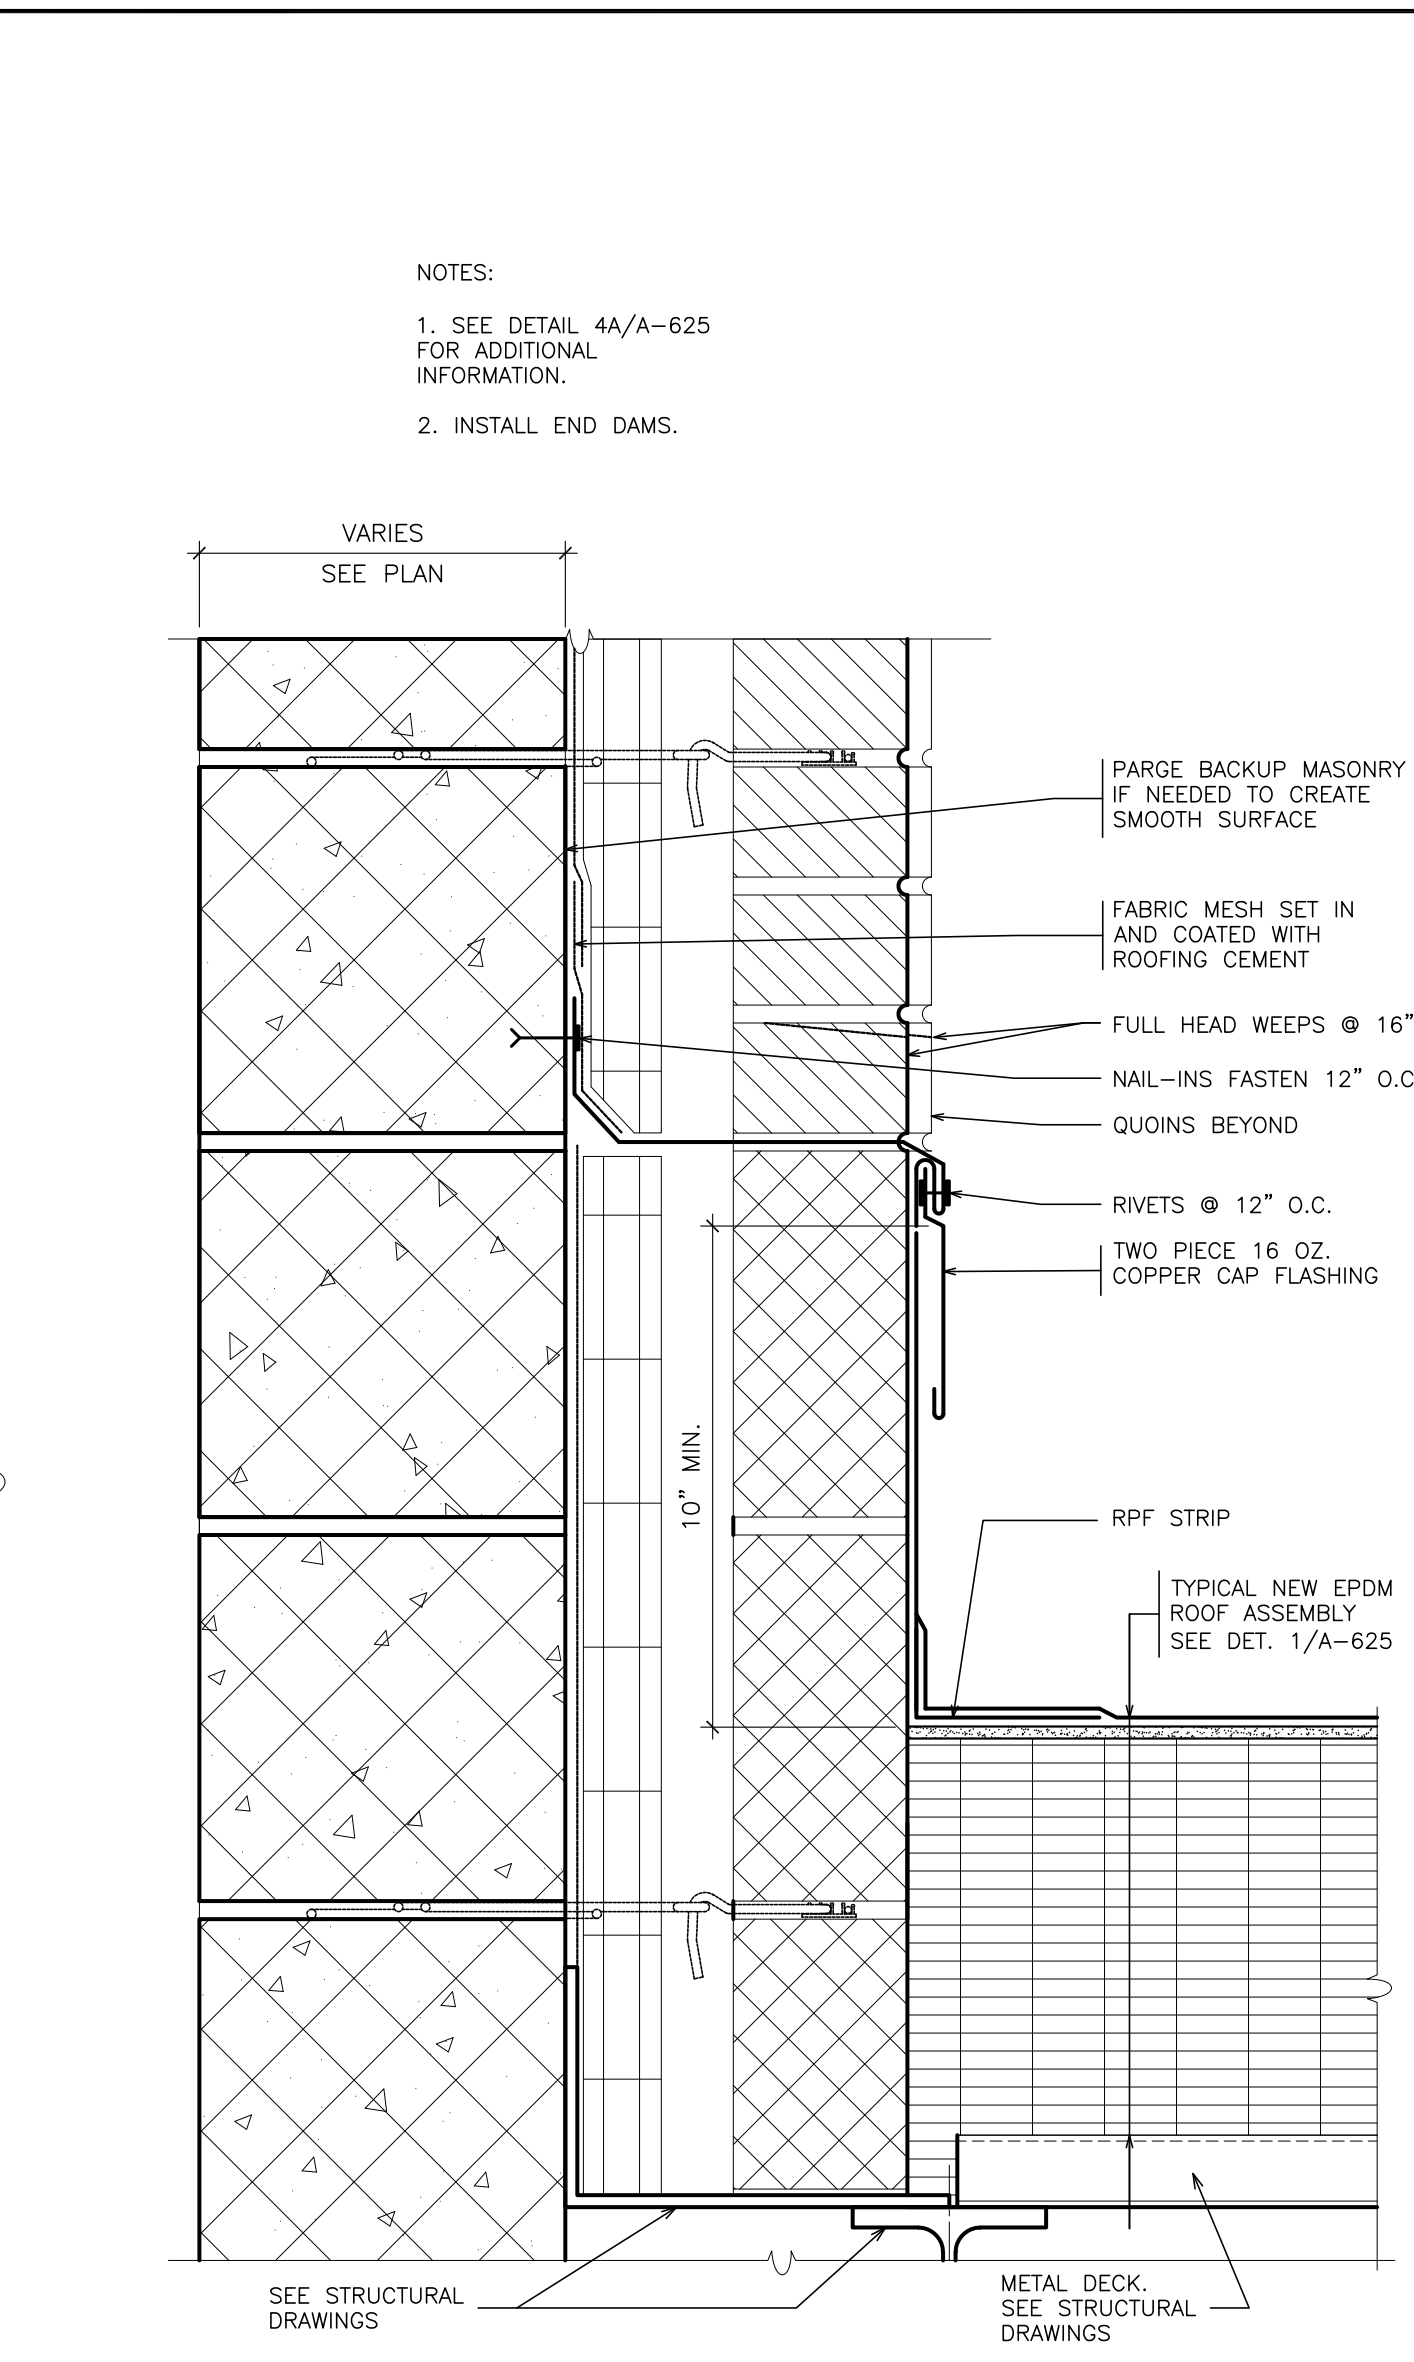 NOTES:
1. SEE DETAIL 4A/A-625
FOR ADDITIONAL
INFORMATION.
2. INSTALL END DAMS.
VARIES
SEE PLAN
PARGE BACKUP MASONRY
IF NEEDED TO CREATE
SMOOTH SURFACE
FABRIC MESH SET IN
AND COATED WITH
ROOFING CEMENT
FULL HEAD WEEPS @ 16"
NAIL-INS FASTEN 12" O.C
QUOINS BEYOND
RIVETS @ 12" O.C.
TWO PIECE 16 OZ.
COPPER CAP FLASHING
10" MIN.
RPF STRIP
TYPICAL NEW EPDM
ROOF ASSEMBLY
SEE DET. 1/A-625
SEE STRUCTURAL
DRAWINGS
METAL DECK.
SEE STRUCTURAL
DRAWINGS